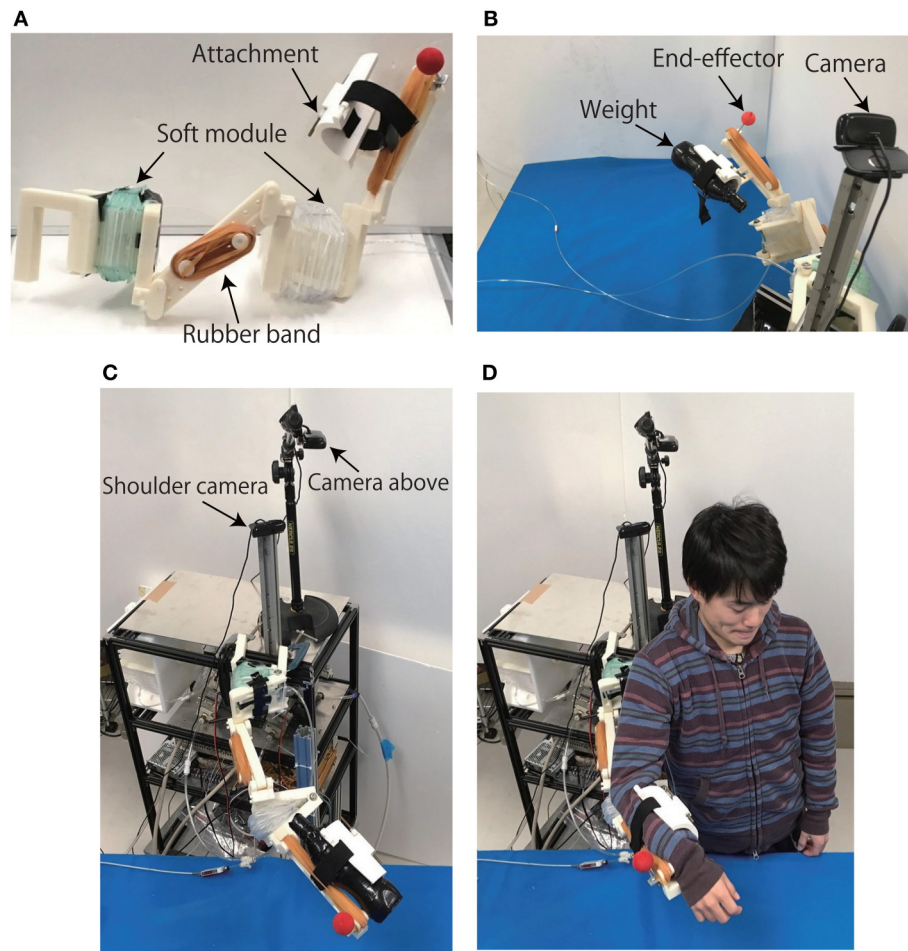 A
Attachment
Soft module
Rubber band
B
End-effector
Camera
Weight
C
Shoulder camera
Camera above
D